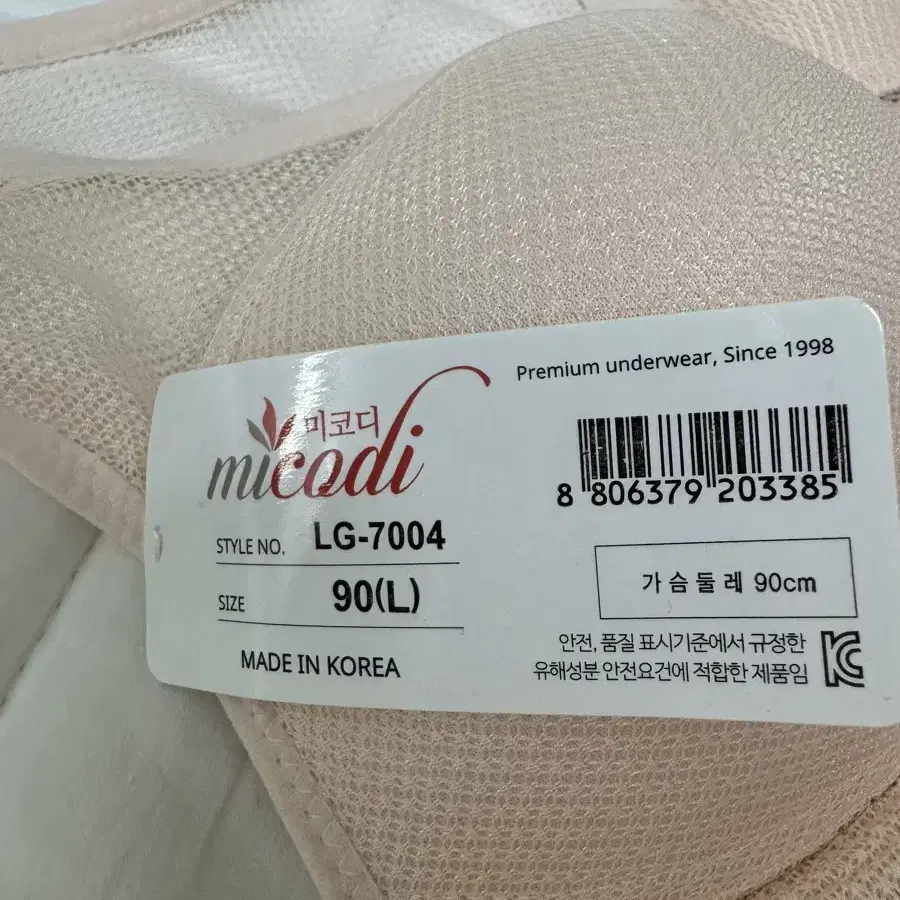 Premium underwear, Since 1998
미코디
micodi
8 806379 203385
STYLE NO. LG-7004
SIZE 90(L)
가슴둘레 90cm
MADE IN KOREA
안전, 품질 표시기준에서 규정한
유해성분 안전요건에 적합한 제품임
KC